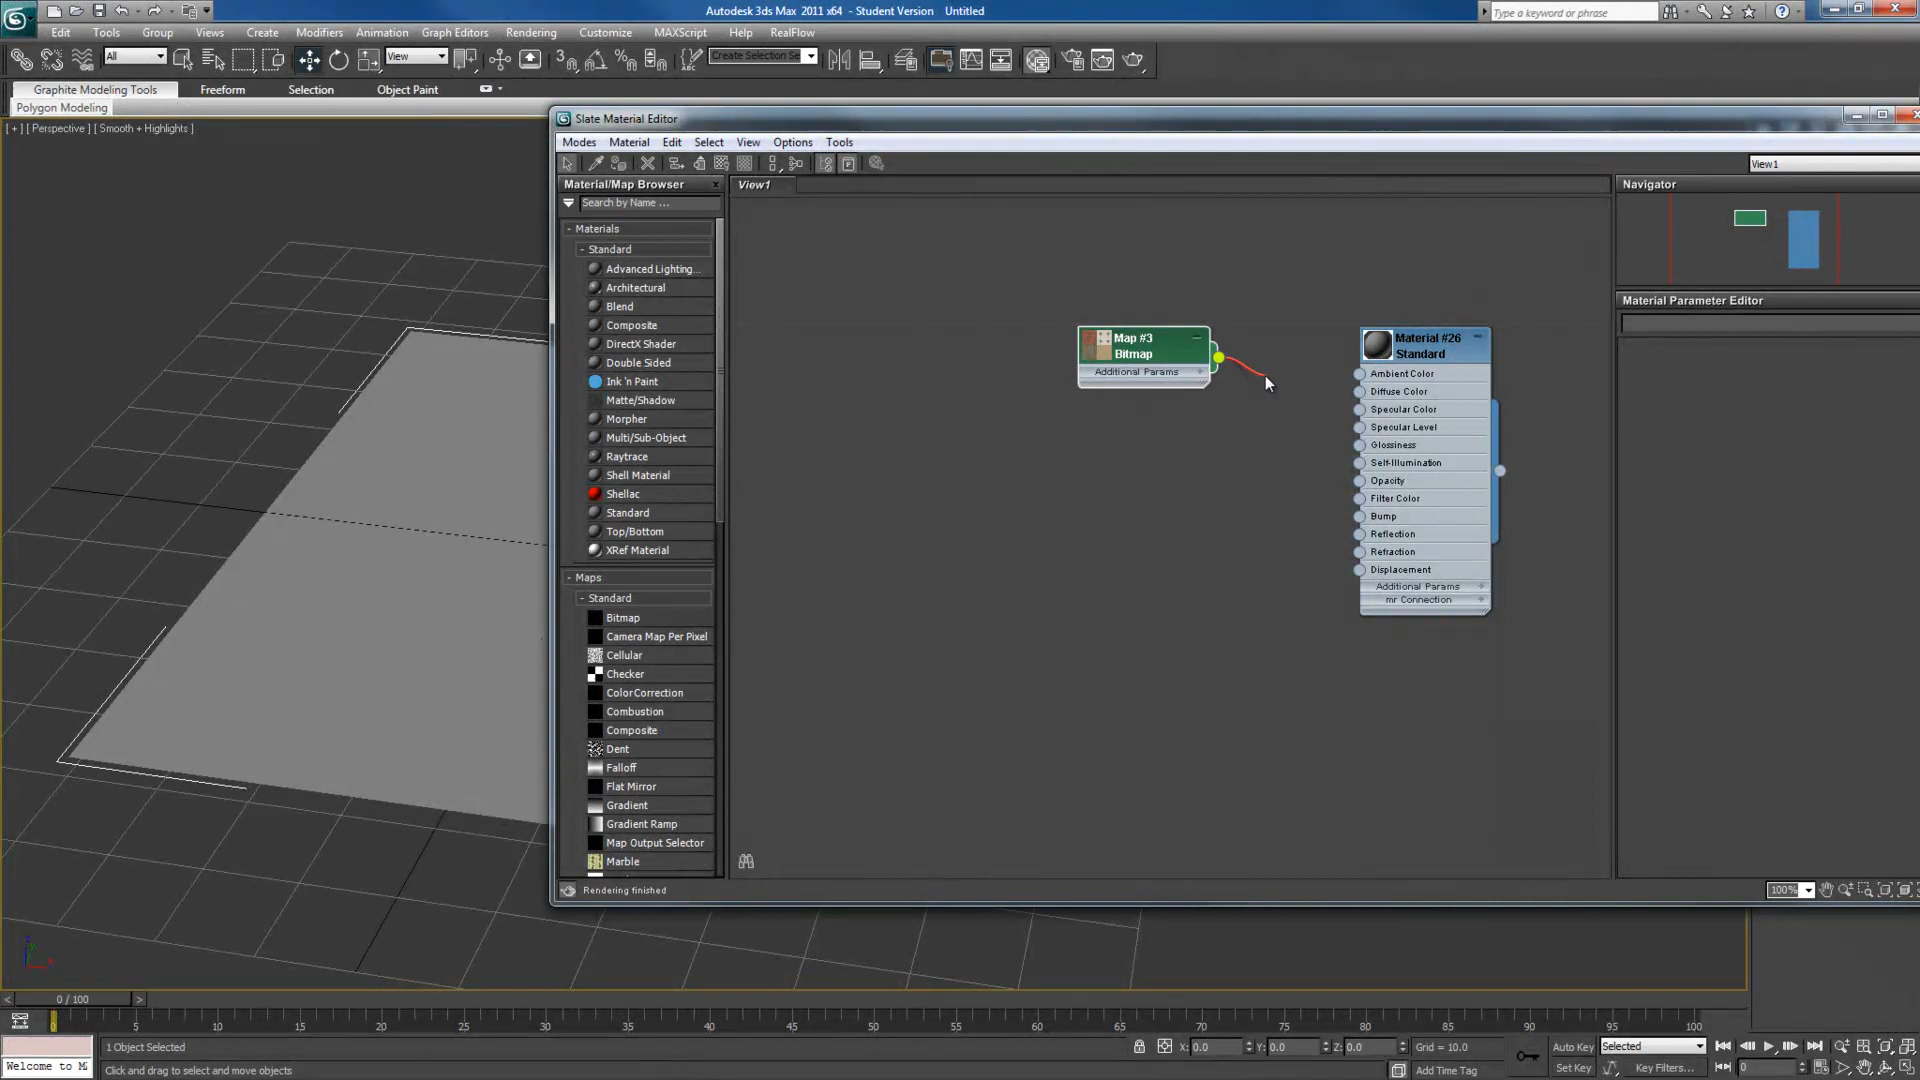 Autodesk 3ds Max 2011 x64 - Student Version Untitled
Type a keyword or phrase
Edit Tools Group Views Create Modifiers Animation Graph Editors Rendering Customize MAXScript Help RealFlow
All
View
3
Create Selection Se
Graphite Modeling Tools Freeform Selection Object Paint
Polygon Modeling
[ + ] [ Perspective ] [ Smooth + Highlights ]
Slate Material Editor
Modes Material Edit Select View Options Tools
View1
Material/Map Browser
View1
Navigator
Search by Name ...
- Materials
- Standard
Advanced Lighting...
Architectural
Blend
Composite
DirectX Shader
Double Sided
Ink 'n Paint
Matte/Shadow
Morpher
Multi/Sub-Object
Raytrace
Shell Material
Shellac
Standard
Top/Bottom
XRef Material
- Maps
- Standard
Bitmap
Camera Map Per Pixel
Cellular
Checker
ColorCorrection
Combustion
Composite
Dent
Falloff
Flat Mirror
Gradient
Gradient Ramp
Map Output Selector
Marble
Map #3
Bitmap
Additional Params +
Material #26
Standard
Ambient Color
Diffuse Color
Specular Color
Specular Level
Glossiness
Self-Illumination
Opacity
Filter Color
Bump
Reflection
Refraction
Displacement
Additional Params +
mr Connection +
Material Parameter Editor
Rendering finished
100%
< 0 / 100 >
0 5 10 15 20 25 30 35 40 45 50 55 60 65 70 75 80 85 90 95 100
1 Object Selected
X: 0.0 Y: 0.0 Z: 0.0 Grid = 10.0
Auto Key Selected
Welcome to M
Click and drag to select and move objects
Add Time Tag
Set Key Key Filters...
0